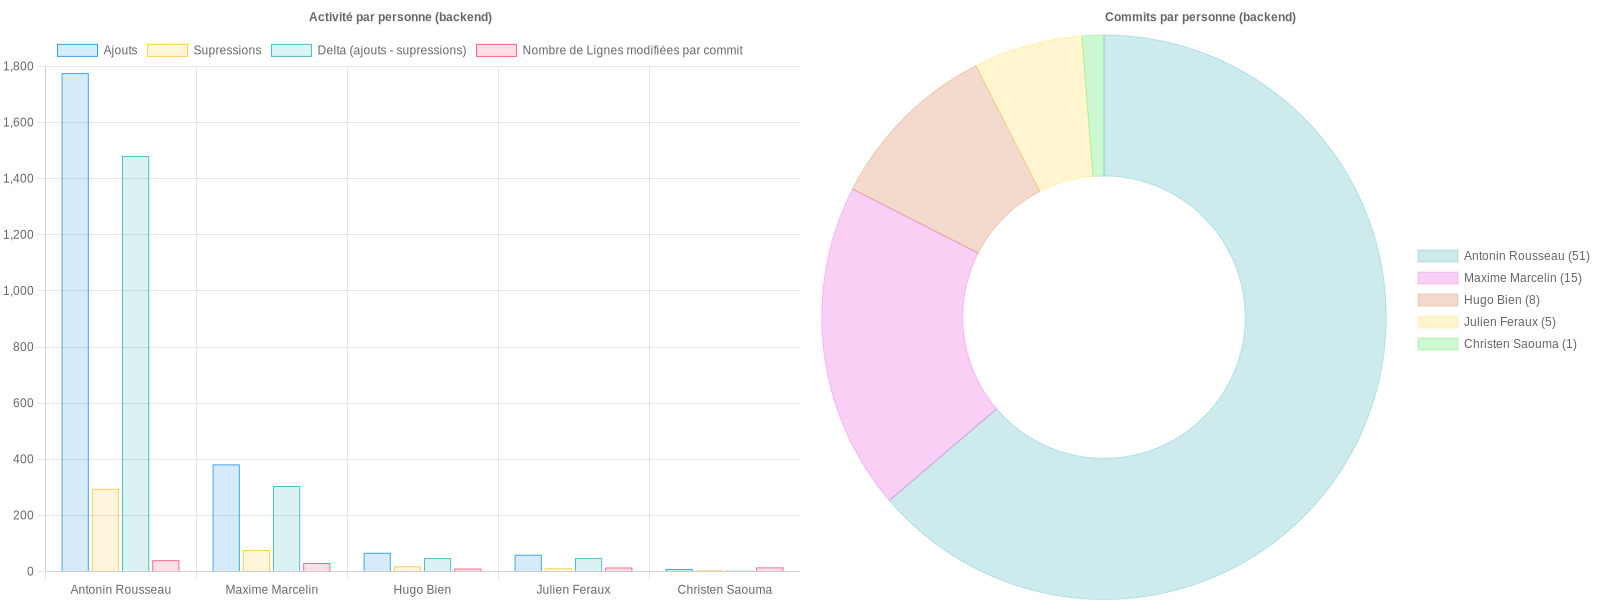 Activité par personne (backend)
Ajouts
Supressions
Delta (ajouts - supressions)
Nombre de Lignes modifiées par commit
1,800
1,600
1,400
1,200
1,000
800
600
400
200
0
Antonin Rousseau
Maxime Marcelin
Hugo Bien
Julien Feraux
Christen Saouma
Commits par personne (backend)
Antonin Rousseau (51)
Maxime Marcelin (15)
Hugo Bien (8)
Julien Feraux (5)
Christen Saouma (1)